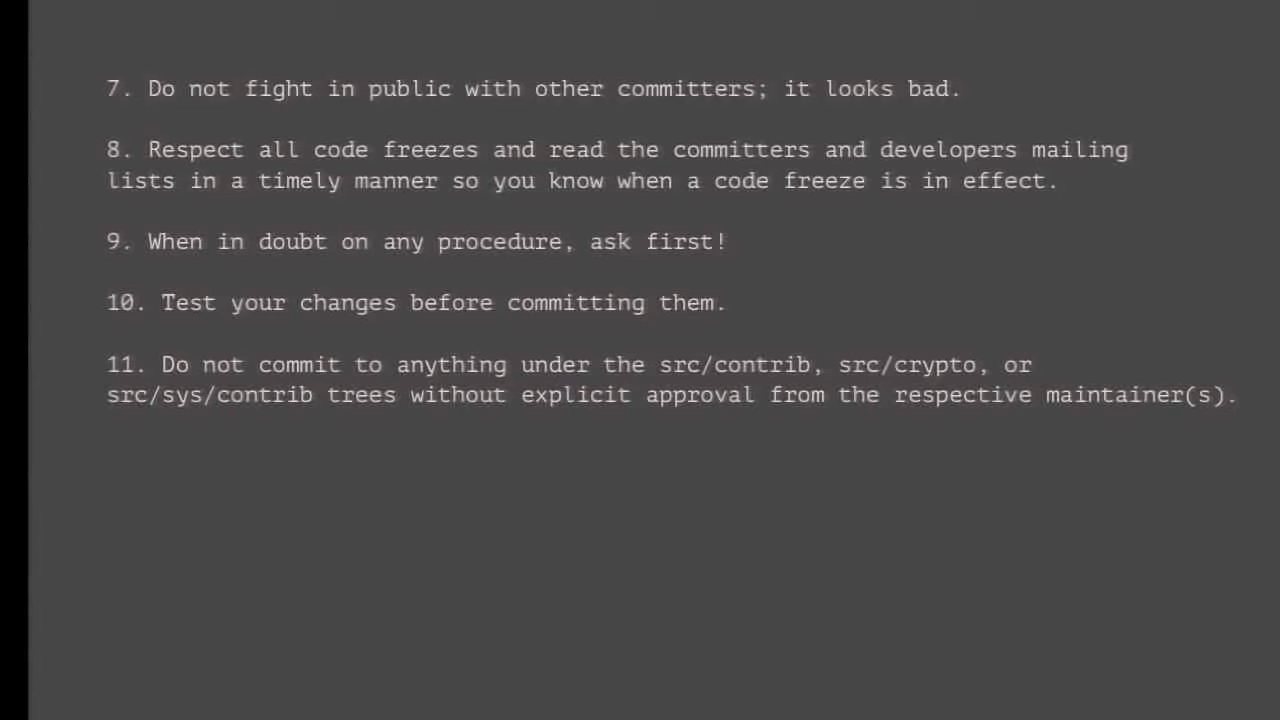 7. Do not fight in public with other committers; it looks bad.
8. Respect all code freezes and read the committers and developers mailing
lists in a timely manner so you know when a code freeze is in effect.
9. When in doubt on any procedure, ask first!
10. Test your changes before committing them.
11. Do not commit to anything under the src/contrib, src/crypto, or
src/sys/contrib trees without explicit approval from the respective maintainer(s).